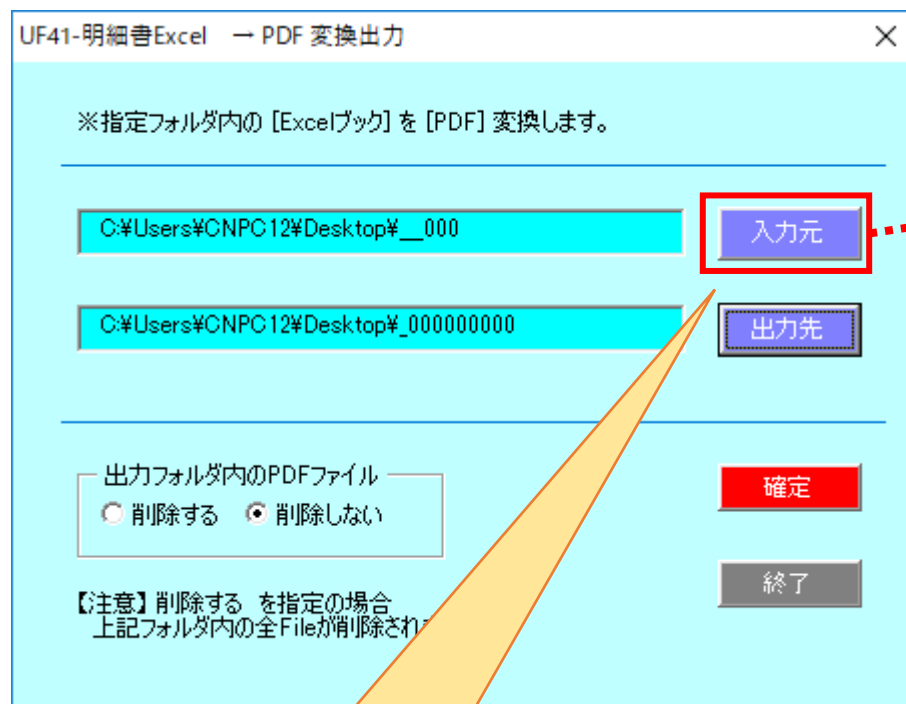 UF41-明細書Excel → PDF 変換出力
※指定フォルダ内の [Excelブック] を [PDF] 変換します。
C:¥Users¥CNPC12¥Desktop¥__000
入力元
C:¥Users¥CNPC12¥Desktop¥_000000000
出力先
出力フォルダ内のPDFファイル
削除する 削除しない
確定
終了
【注意】 削除する を指定の場合
上記フォルダ内の全Fileが削除され